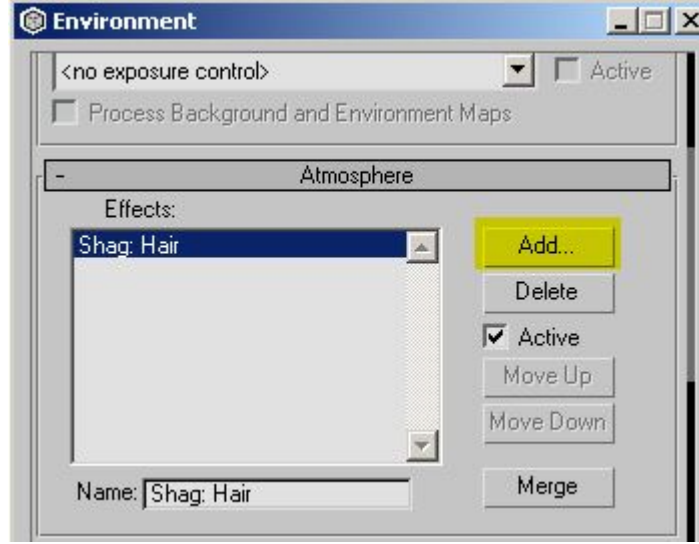 Environment
<no exposure control>
Active
Process Background and Environment Maps
- Atmosphere
Effects:
Shag: Hair
Add...
Delete
Active
Move Up
Move Down
Name: Shag: Hair
Merge